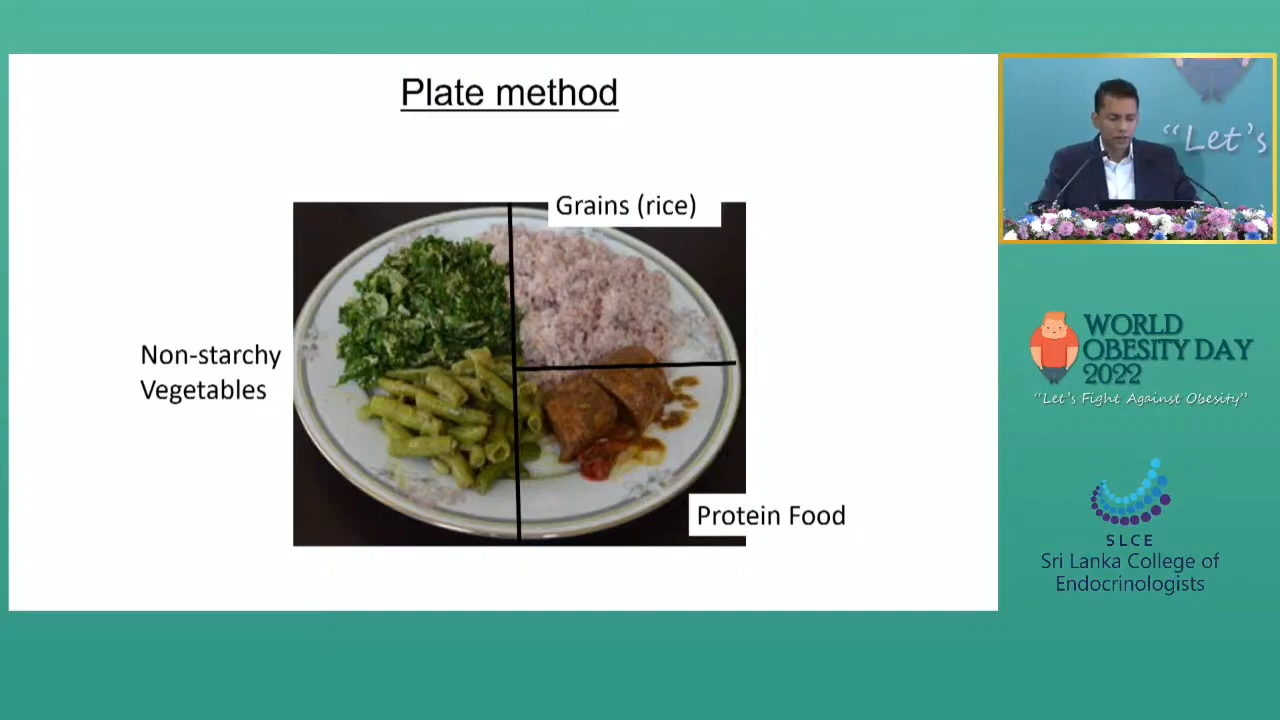 Plate method
Grains (rice)
Non-starchy
Vegetables
Protein Food
“Let’s
WORLD
OBESITY DAY
2022
“Let’s Fight Against Obesity”
SLCE
Sri Lanka College of
Endocrinologists